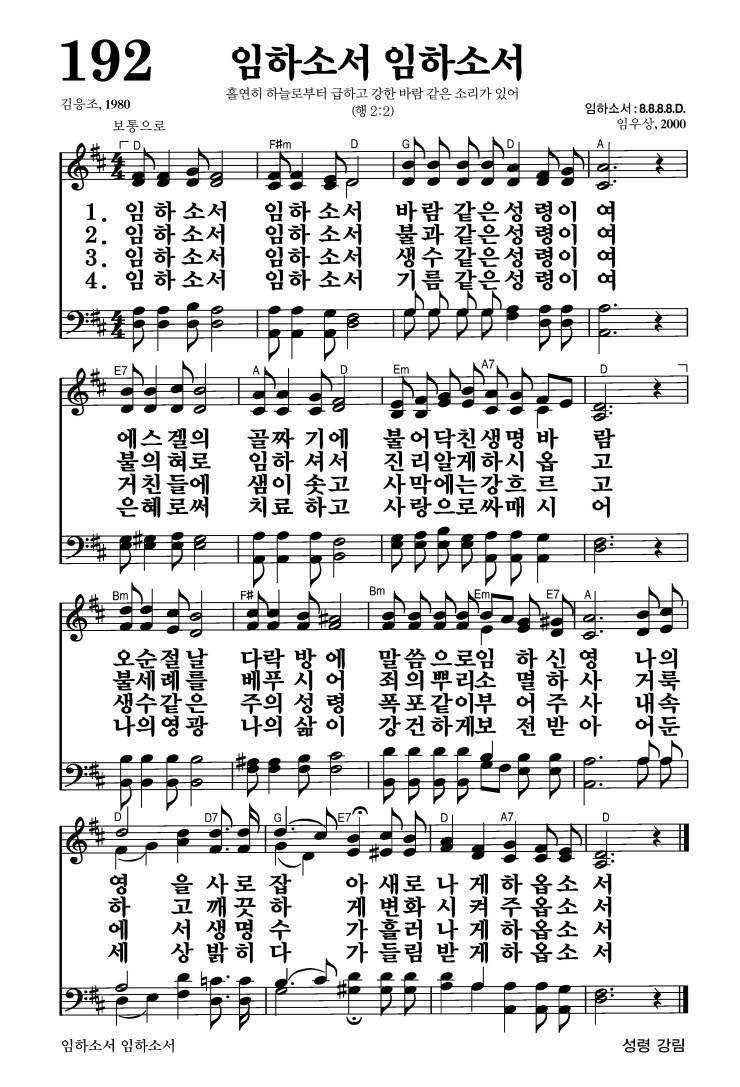 192
임하소서 임하소서
홀연히 하늘로부터 급하고 강한 바람 같은 소리가 있어
(행 2:2)
김응조, 1980
임하소서 : 8.8.8.8.D.
보통으로
임우상, 2000
D F#m D G D A
1. 임하소서 임하소서 바람 같은성령이 여
2. 임하소서 임하소서 불과 같은성령이 여
3. 임하소서 임하소서 생수 같은성령이 여
4. 임하소서 임하소서 기름 같은성령이 여
E7 A D Em A7 D
에스겔의 골짜기에 불어닥친생명바 람
불의혀로 임하셔서 진리알게하시옵 고
거친들에 샘이솟고 사막에는강흐르 고
은혜로써 치료하고 사랑으로싸매시 어
Bm F# Bm Em E7 A
오순절날 다락방에 말씀으로임 하신 영 나의
불세례를 베푸시어 죄의뿌리소 멸하 사 거룩
생수같은 주의성령 폭포같이부 어주 사 내속
나의영광 나의삶이 강건하게보 전받 아 어둔
D D7 G E7 D A7 D
영 을사로잡 아새로나게하옵소 서
하 고깨끗하 게변화시켜주옵소 서
에 서생명수 가흘러나게하옵소 서
세 상밝히다 가들림받게하옵소 서
임하소서 임하소서
성령 강림